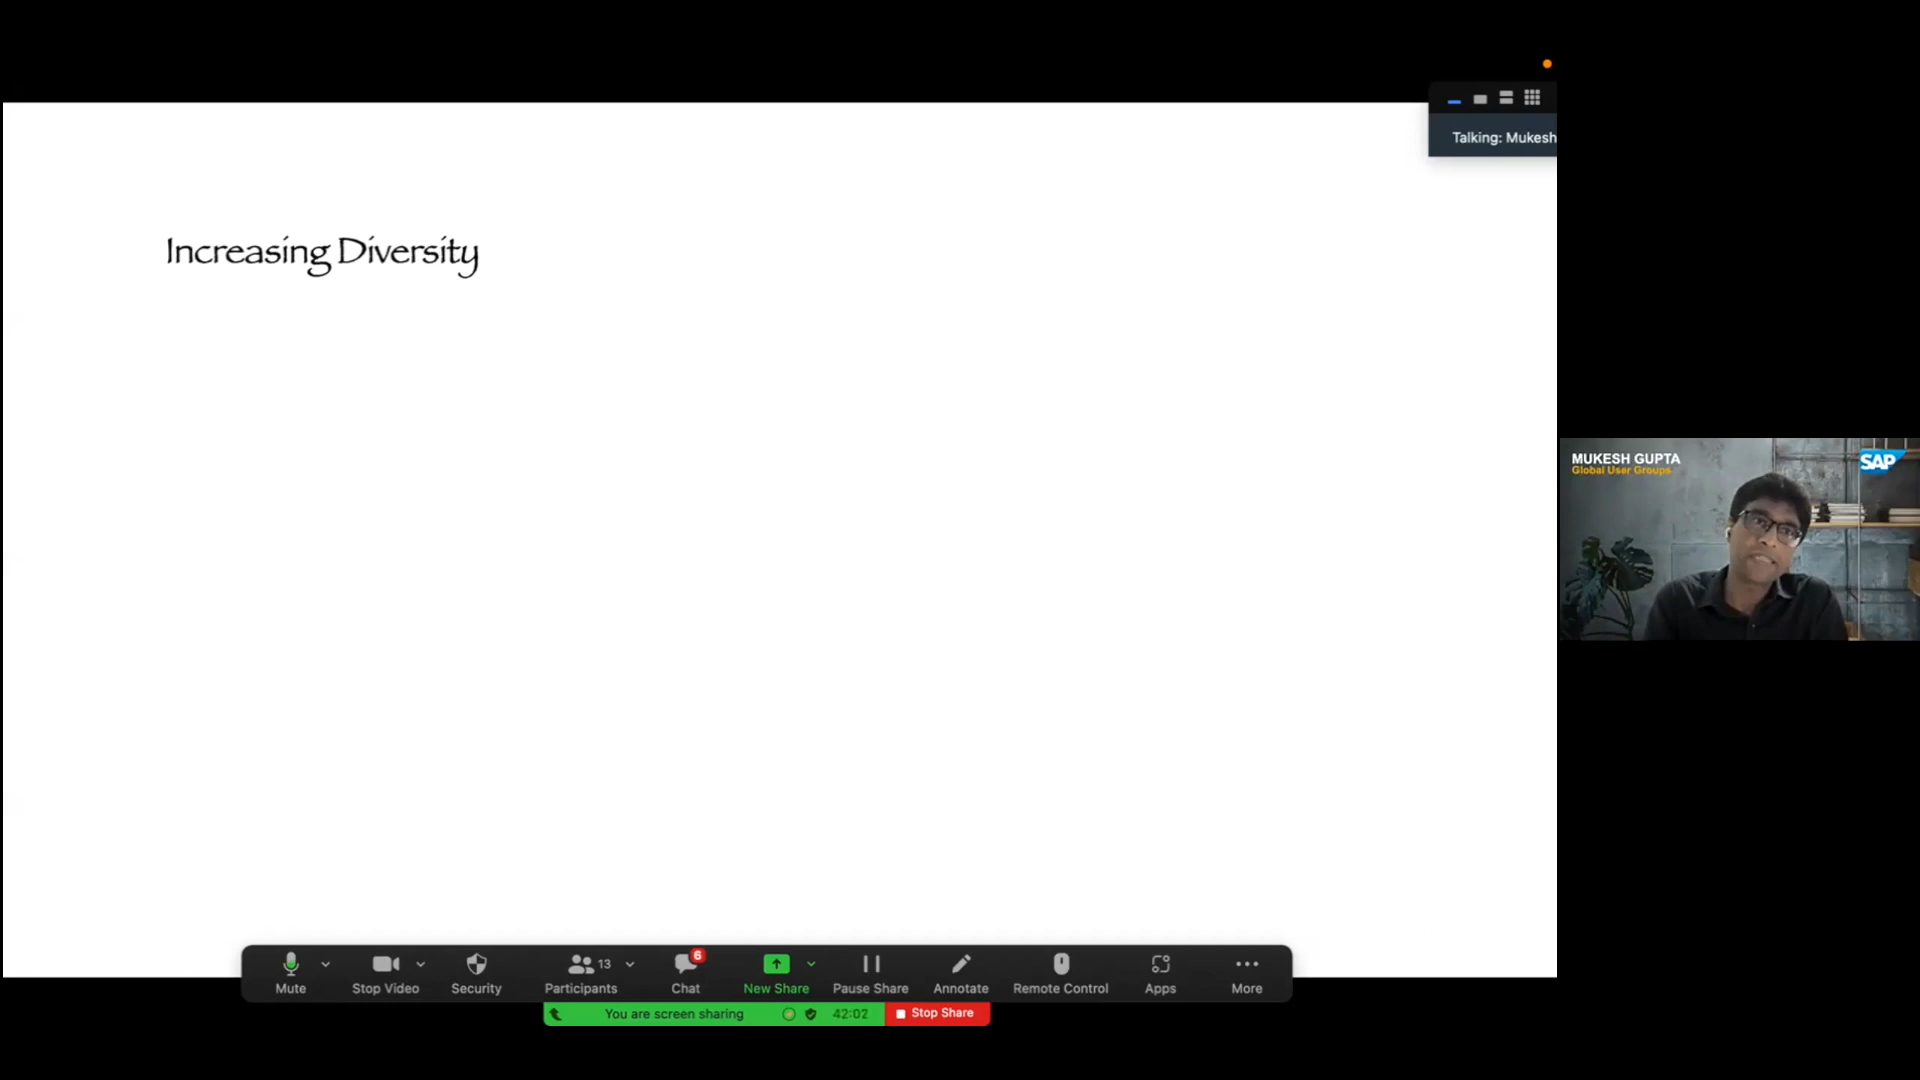 Talking: Mukesh
Increasing Diversity
MUKESH GUPTA
Global User Groups
SAP
13
6
Mute
Stop Video
Security
Participants
Chat
New Share
Pause Share
Annotate
Remote Control
Apps
More
You are screen sharing
42:02
Stop Share